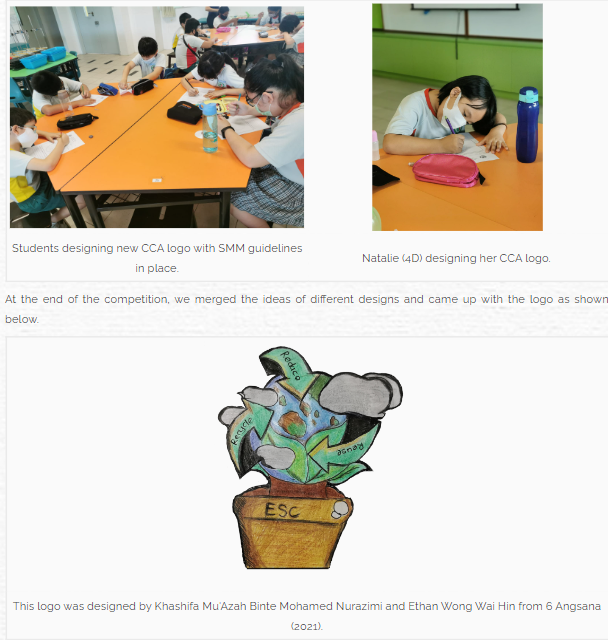 Students designing new CCA logo with SMM guidelines
in place.
Natalie (4D) designing her CCA logo.
At the end of the competition, we merged the ideas of different designs and came up with the logo as shown
below.
Reduce
Recycle
Reuse
ESC
This logo was designed by Khashifa Mu'Azah Binte Mohamed Nurazimi and Ethan Wong Wai Hin from 6 Angsana
(2021).